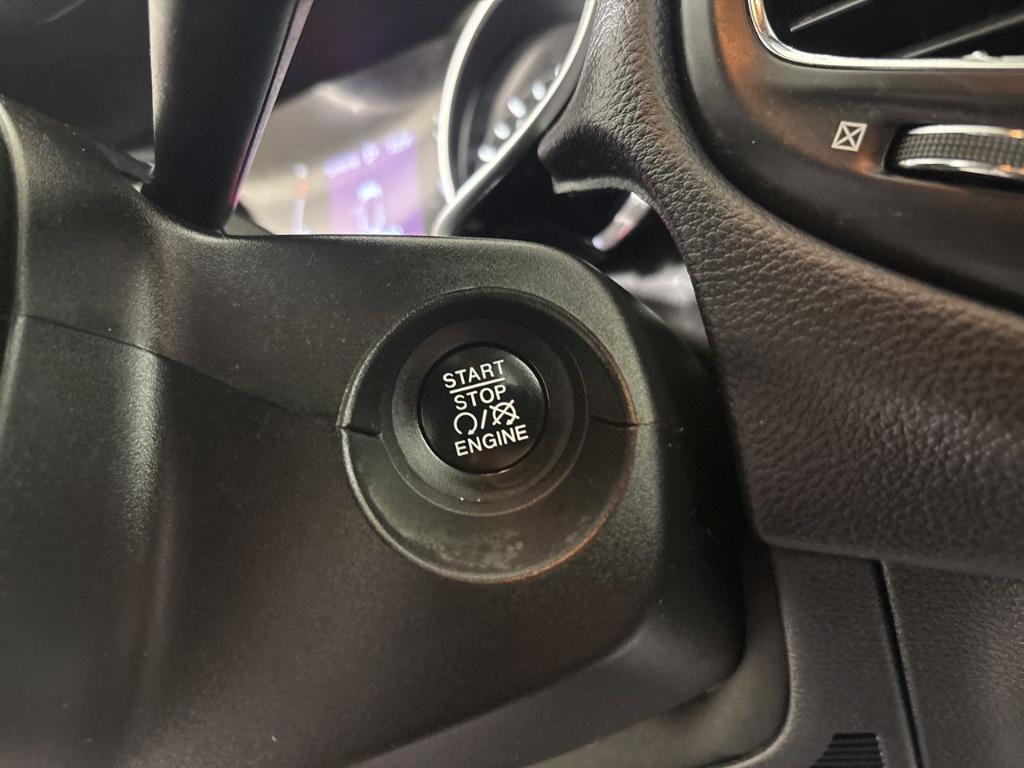 START
STOP
/
ENGINE